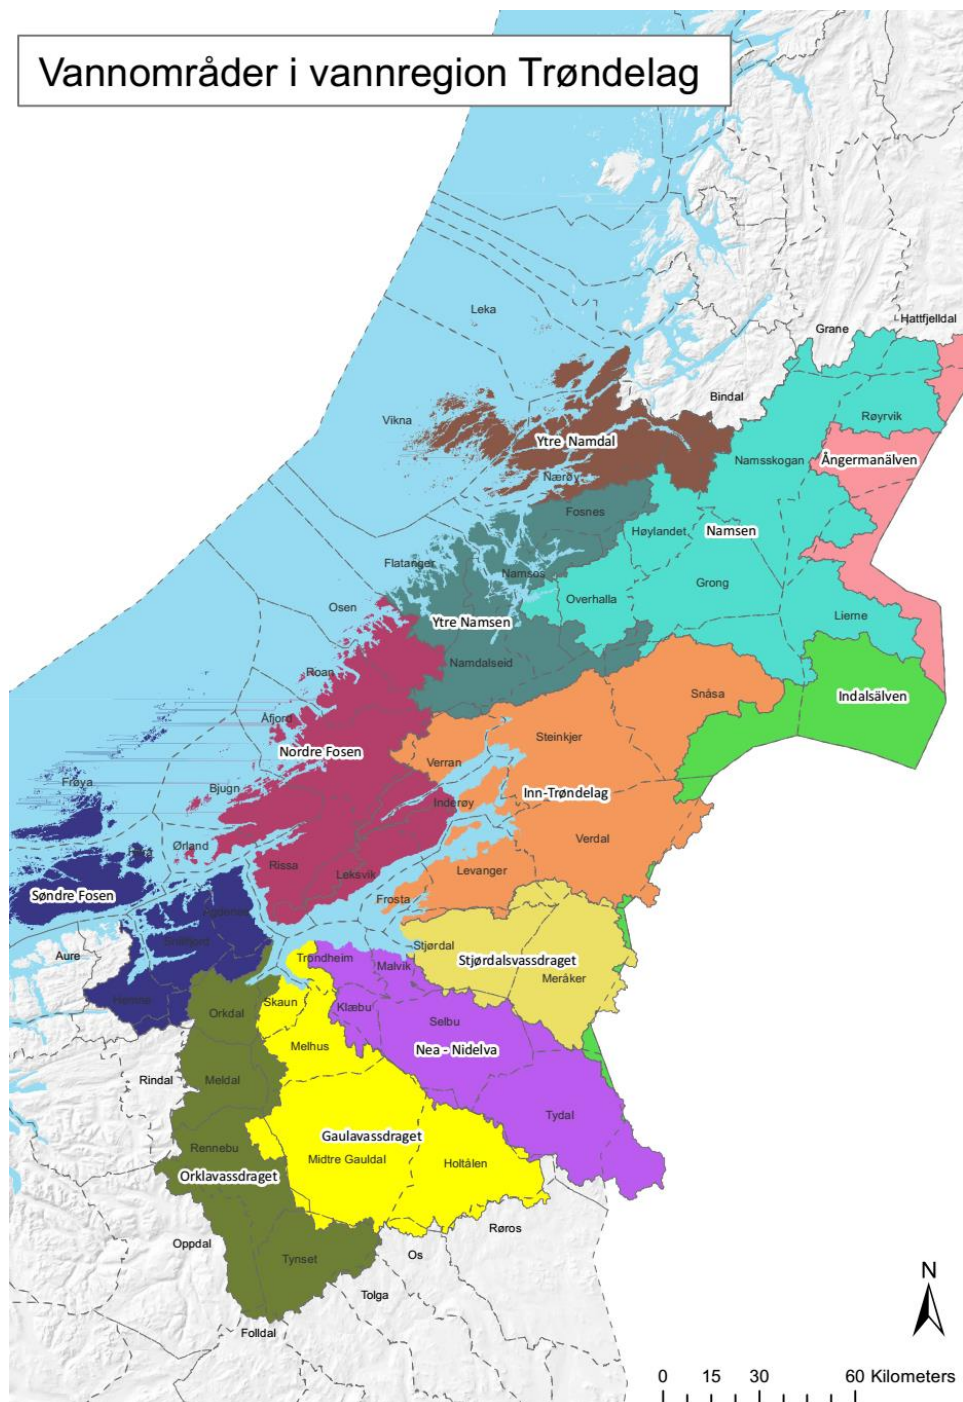 Vannområder i vannregion Trøndelag
Leka
Hattfjelldal
Grane
Bindal
Vikna
Røyrvik
Ytre Namdal
Namsskogan
Ångermanälven
Nærøy
Fosnes
Høylandet
Namsen
Flatanger
Namsos
Grong
Overhalla
Osen
Lierne
Ytre Namsen
Namdalseid
Roan
Snåsa
Indalsälven
Åfjord
Steinkjer
Nordre Fosen
Verran
Frøya
Bjugn
Inn-Trøndelag
Inderøy
Ørland
Verdal
Hitra
Rissa
Leksvik
Levanger
Søndre Fosen
Frosta
Agdenes
Snillfjord
Stjørdal
Aure
Trondheim
Malvik
Stjørdalsvassdraget
Meråker
Hemne
Skaun
Klæbu
Orkdal
Selbu
Melhus
Nea - Nidelva
Rindal
Meldal
Tydal
Gaulavassdraget
Rennebu
Midtre Gauldal
Holtålen
Orklavassdraget
Røros
Oppdal
Os
Tynset
N
Tolga
Folldal
0 15 30 60 Kilometers